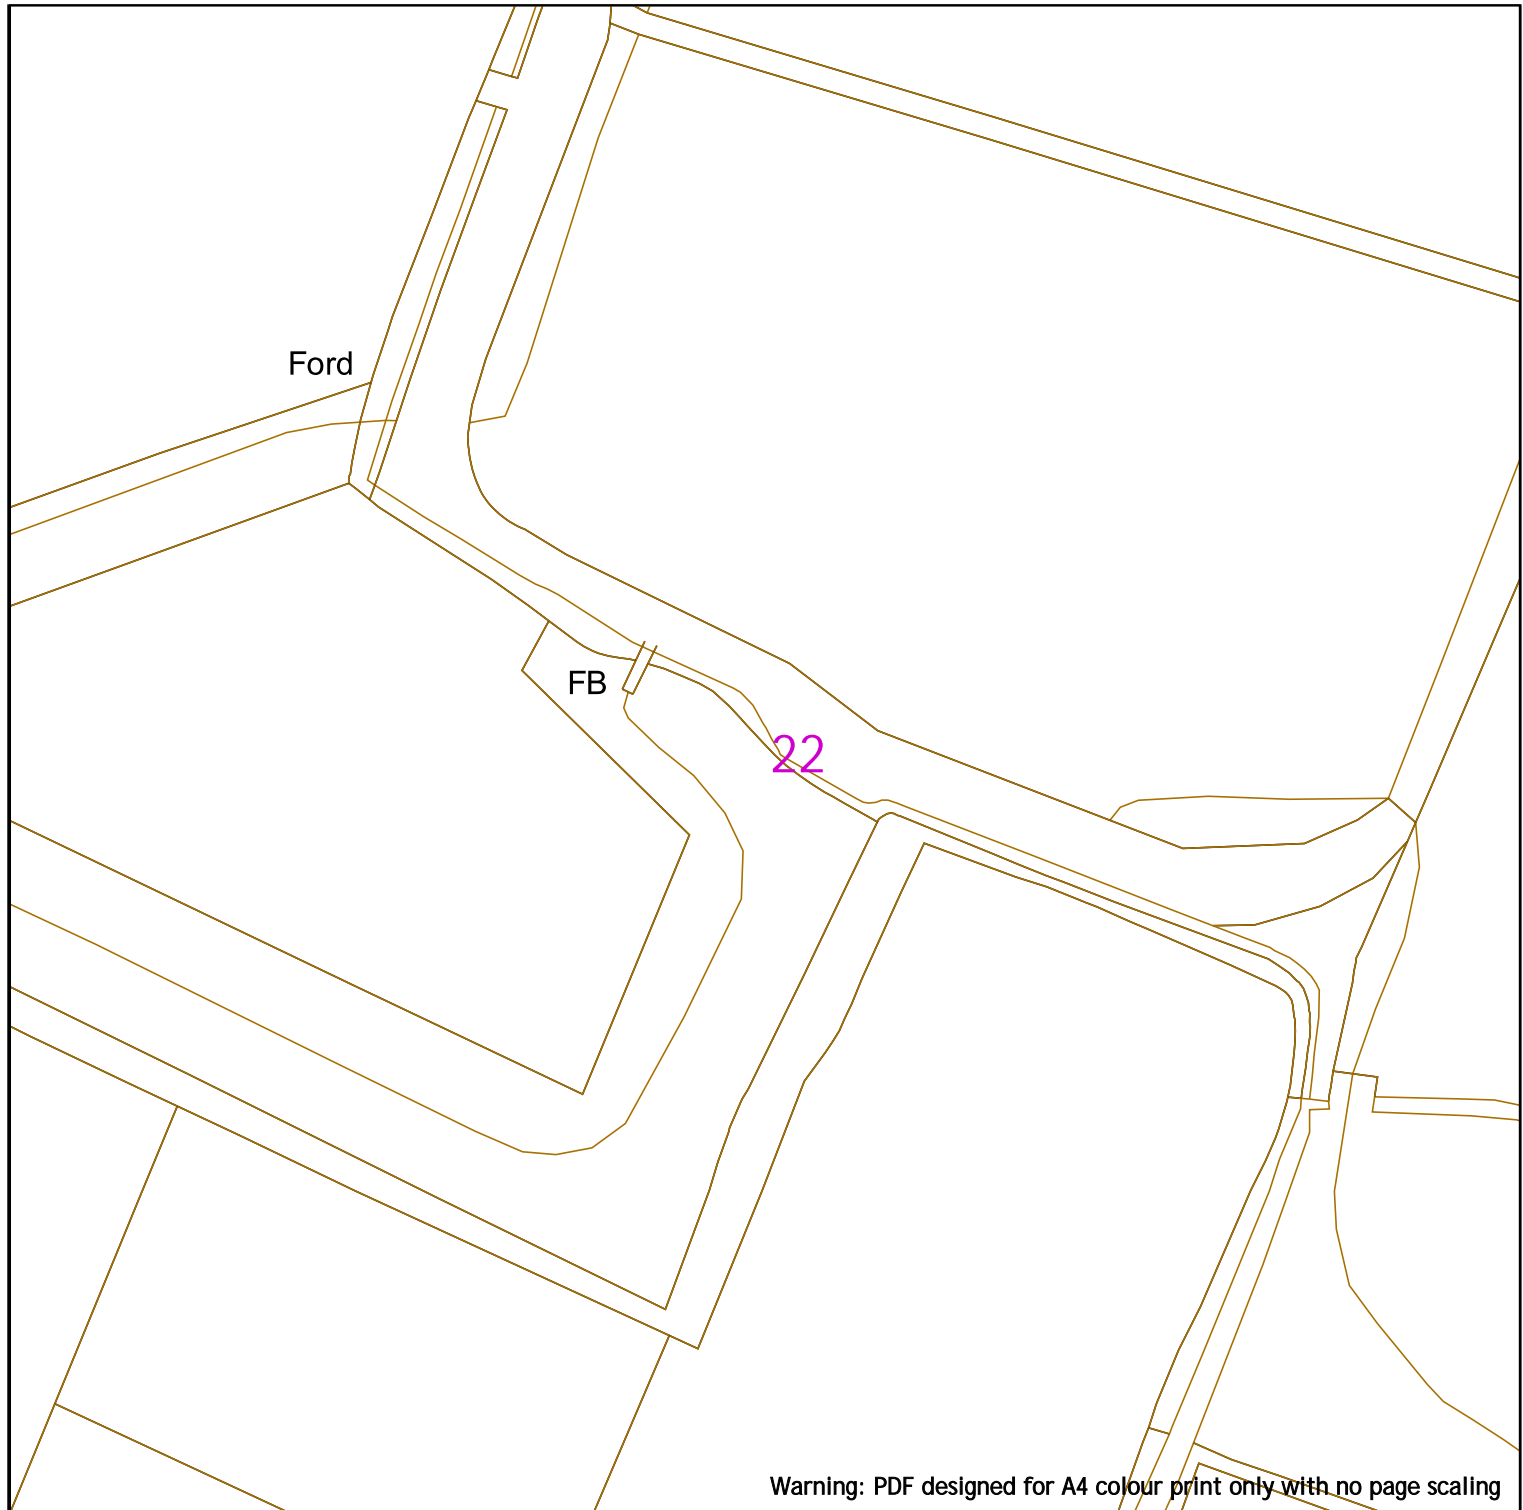 Ford
FB
22
Warning: PDF designed for A4 colour print only with no page scaling